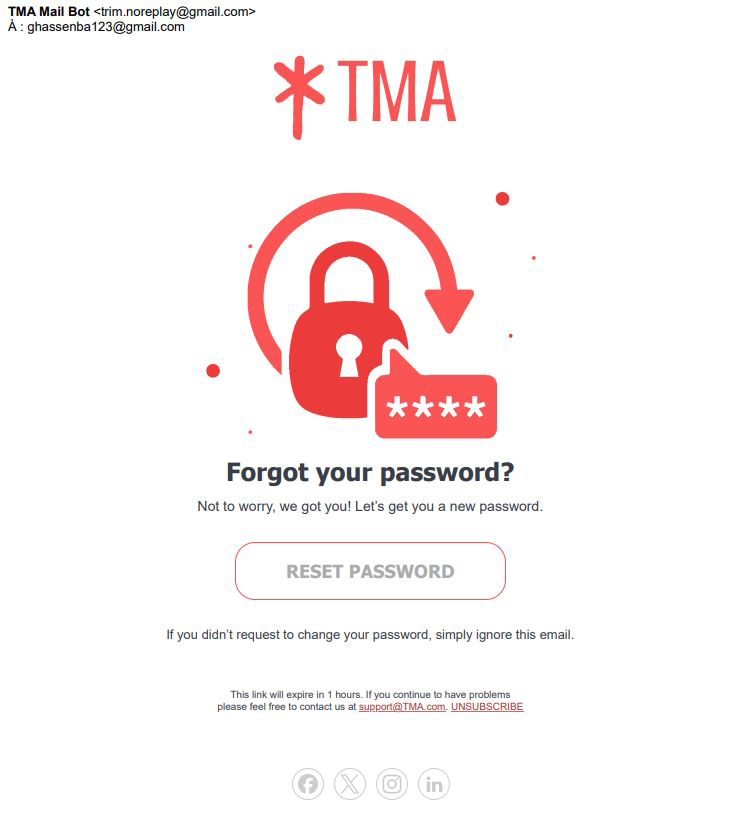 TMA Mail Bot <trim.noreplay@gmail.com>
À : ghassenba123@gmail.com
TMA
****
Forgot your password?
Not to worry, we got you! Let’s get you a new password.
RESET PASSWORD
If you didn’t request to change your password, simply ignore this email.
This link will expire in 1 hours. If you continue to have problems
please feel free to contact us at support@TMA.com. UNSUBSCRIBE